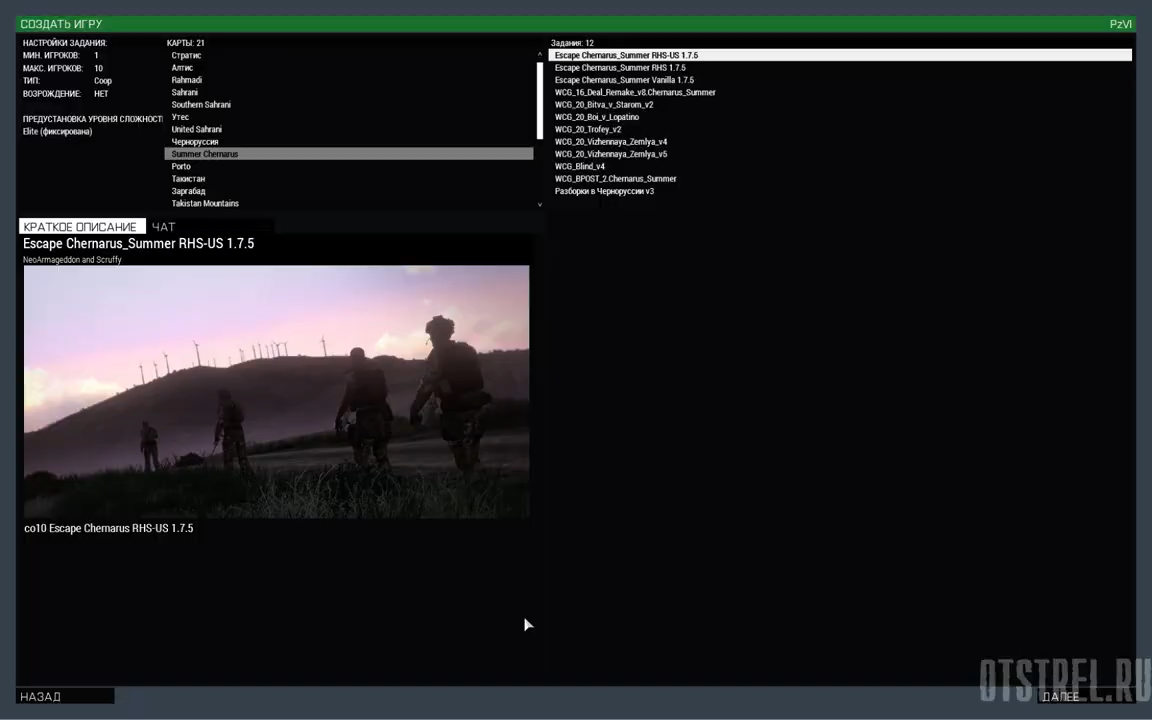 СОЗДАТЬ ИГРУ
PzVI
НАСТРОЙКИ ЗАДАНИЯ:
МИН. ИГРОКОВ: 1
МАКС. ИГРОКОВ: 10
ТИП: Coop
ВОЗРОЖДЕНИЕ: НЕТ
ПРЕДУСТАНОВКА УРОВНЯ СЛОЖНОСТ
Elite (фиксирована)
КАРТЫ: 21
Стратис
Алтис
Rahmadi
Sahrani
Southern Sahrani
Утес
United Sahrani
Черноруссия
Summer Chernarus
Porto
Такистан
Заргабад
Takistan Mountains
Задания: 12
Escape Chernarus_Summer RHS-US 1.7.5
Escape Chernarus_Summer RHS 1.7.5
Escape Chernarus_Summer Vanilla 1.7.5
WCG_16_Deal_Remake_v8.Chernarus_Summer
WCG_20_Bitva_v_Starom_v2
WCG_20_Boi_v_Lopatino
WCG_20_Trofey_v2
WCG_20_Vizhennaya_Zemlya_v4
WCG_20_Vizhennaya_Zemlya_v5
WCG_Blind_v4
WCG_BPOST_2.Chernarus_Summer
Разборки в Черноруссии v3
КРАТКОЕ ОПИСАНИЕ
ЧАТ
Escape Chernarus_Summer RHS-US 1.7.5
NeoArmageddon and Scruffy
co10 Escape Chernarus RHS-US 1.7.5
OTSTREL.RU
НАЗАД
ДАЛЕЕ